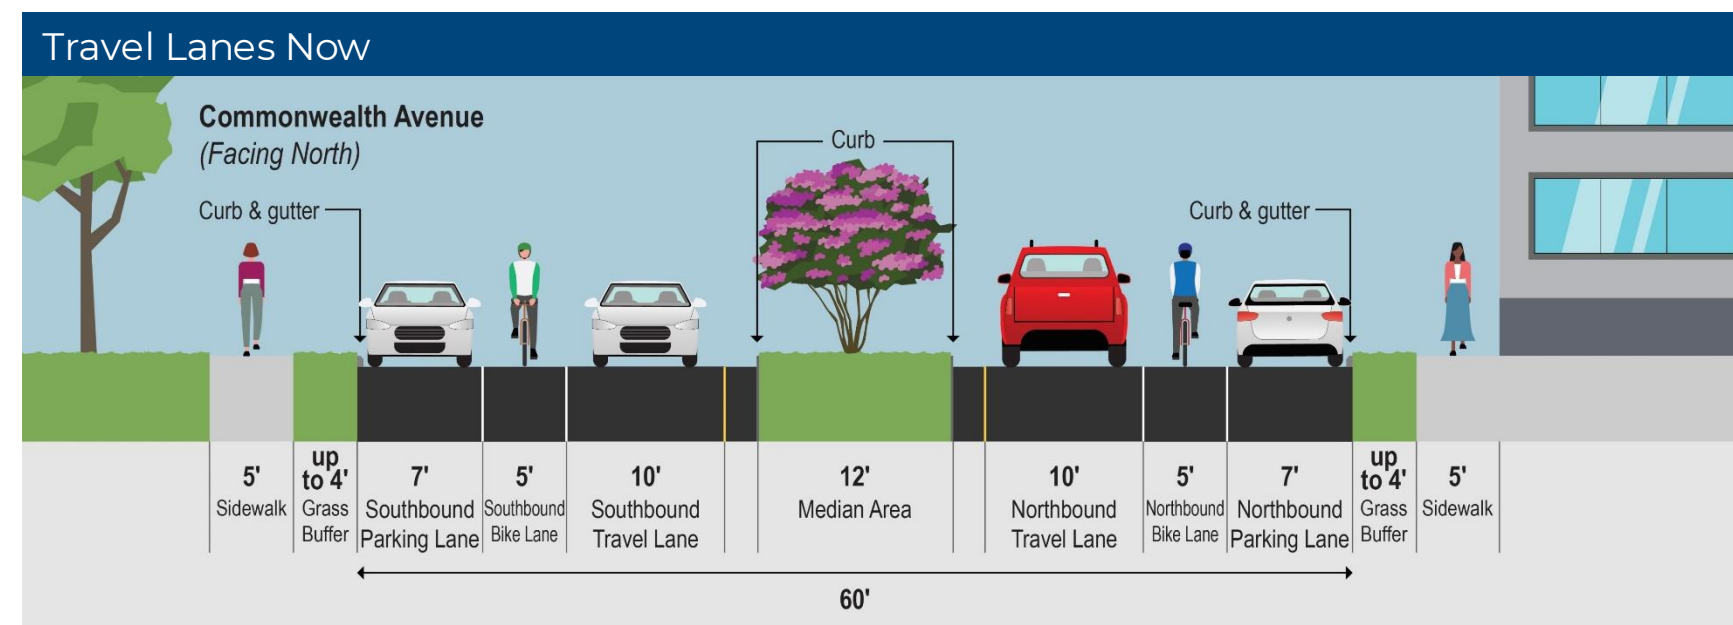 Travel Lanes Now
Commonwealth Avenue
(Facing North)
Curb & gutter
Curb
Curb & gutter
5'
Sidewalk
up
to 4'
Grass
Buffer
7'
Southbound
Parking Lane
5'
Southbound
Bike Lane
10'
Southbound
Travel Lane
12'
Median Area
10'
Northbound
Travel Lane
5'
Northbound
Bike Lane
7'
Northbound
Parking Lane
up
to 4'
Grass
Buffer
5'
Sidewalk
60'